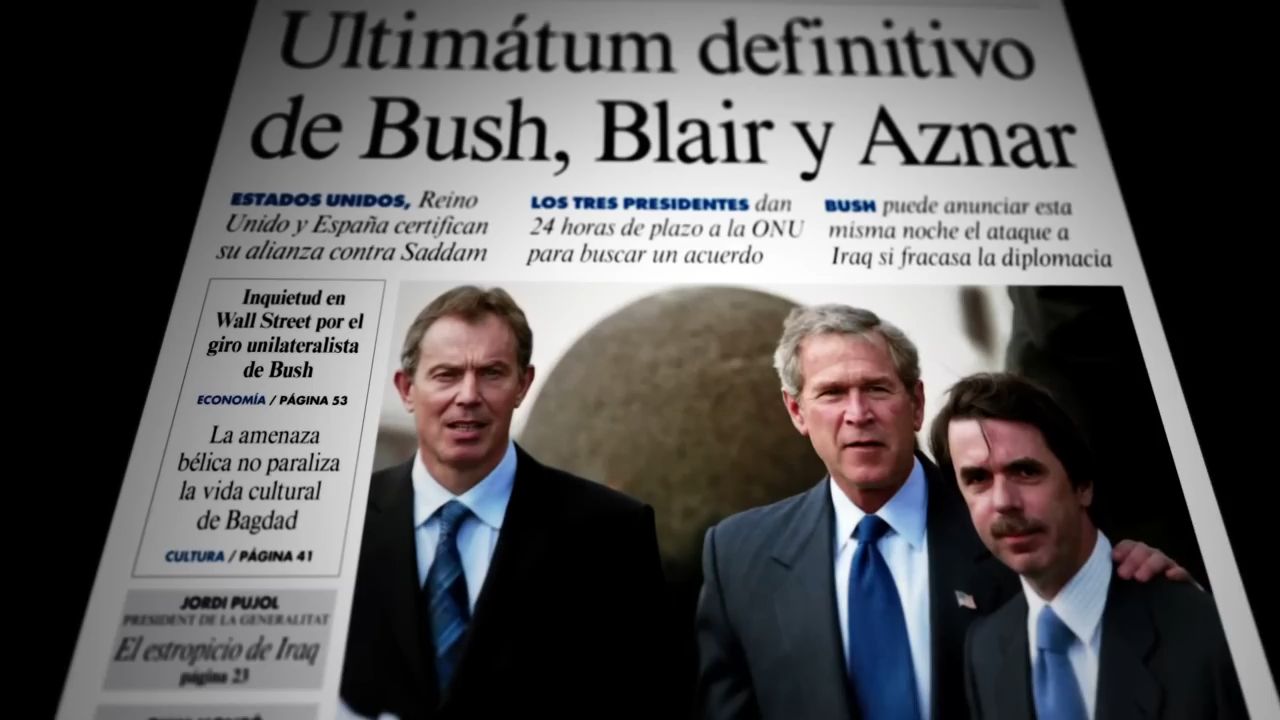 Ultimátum definitivo
de Bush, Blair y Aznar
ESTADOS UNIDOS, Reino
Unido y España certifican
su alianza contra Saddam
LOS TRES PRESIDENTES dan
24 horas de plazo a la ONU
para buscar un acuerdo
BUSH puede anunciar esta
misma noche el ataque a
Iraq si fracasa la diplomacia
Inquietud en
Wall Street por el
giro unilateralista
de Bush
ECONOMÍA / PÁGINA 53
La amenaza
bélica no paraliza
la vida cultural
de Bagdad
CULTURA / PÁGINA 41
JORDI PUJOL
PRESIDENT DE LA GENERALITAT
El estropicio de Iraq
página 23